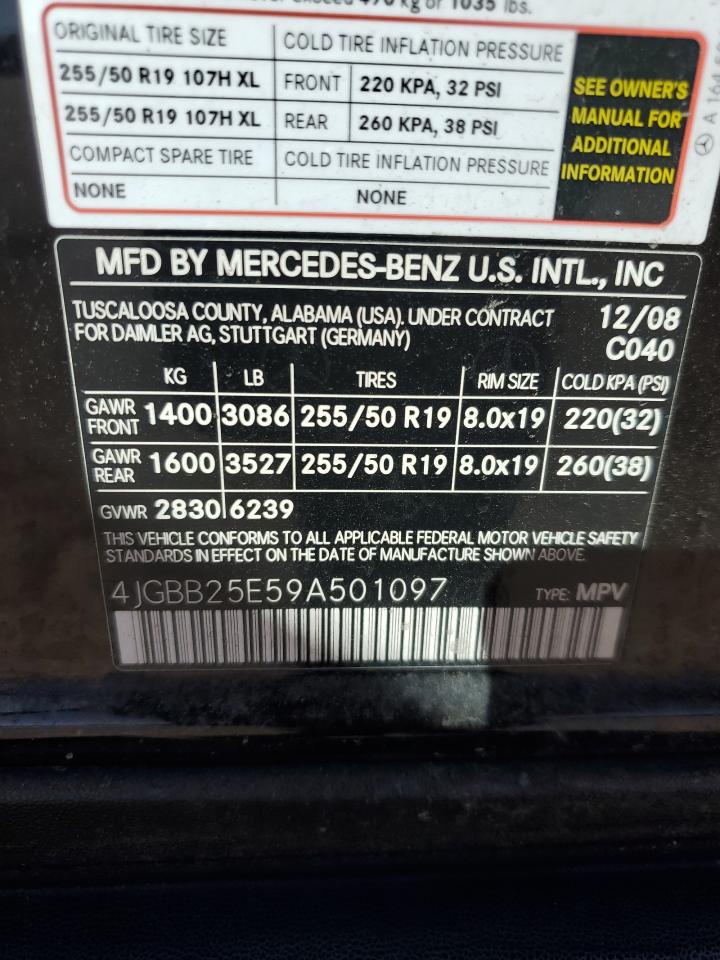 kg or 1035 lbs.
ORIGINAL TIRE SIZE COLD TIRE INFLATION PRESSURE
255/50 R19 107H XL FRONT 220 KPA, 32 PSI
255/50 R19 107H XL REAR 260 KPA, 38 PSI
COMPACT SPARE TIRE COLD TIRE INFLATION PRESSURE
NONE NONE
SEE OWNER'S
MANUAL FOR
ADDITIONAL
INFORMATION
MFD BY MERCEDES-BENZ U.S. INTL., INC
TUSCALOOSA COUNTY, ALABAMA (USA). UNDER CONTRACT 12/08
FOR DAIMLER AG, STUTTGART (GERMANY) C040
KG LB TIRES RIM SIZE COLD KPA (PSI)
GAWR FRONT 1400 3086 255/50 R19 8.0x19 220(32)
GAWR REAR 1600 3527 255/50 R19 8.0x19 260(38)
GVWR 2830 6239
THIS VEHICLE CONFORMS TO ALL APPLICABLE FEDERAL MOTOR VEHICLE SAFETY
STANDARDS IN EFFECT ON THE DATE OF MANUFACTURE SHOWN ABOVE.
4JGBB25E59A501097 TYPE: MPV